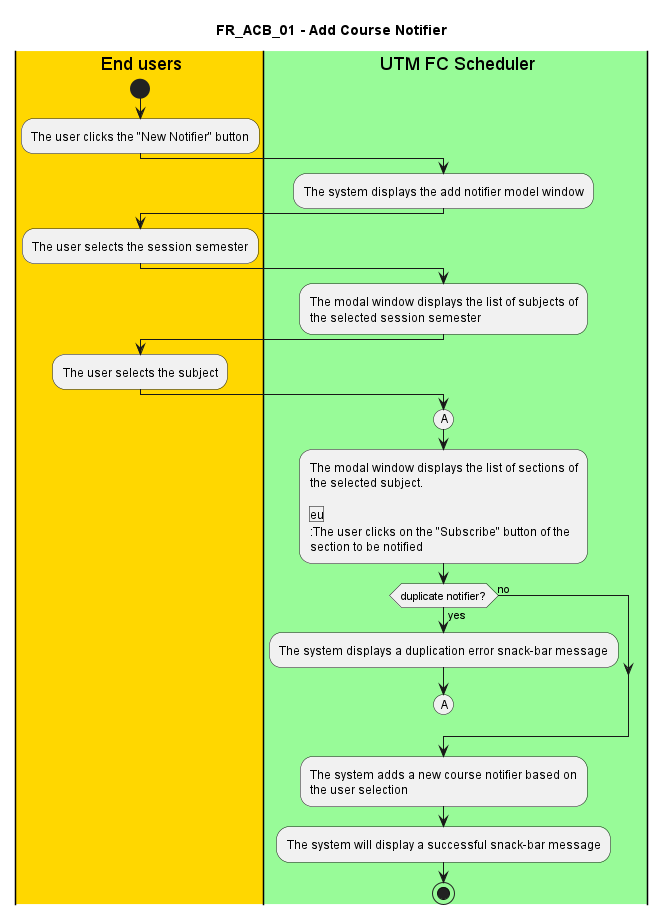 FR_ACB_01 - Add Course Notifier
End users
UTM FC Scheduler
The user clicks the "New Notifier" button
The system displays the add notifier model window
The user selects the session semester
The modal window displays the list of subjects of
the selected session semester
The user selects the subject
A
The modal window displays the list of sections of
the selected subject.
eu
:The user clicks on the "Subscribe" button of the
section to be notified
duplicate notifier?
no
yes
The system displays a duplication error snack-bar message
A
The system adds a new course notifier based on
the user selection
The system will display a successful snack-bar message